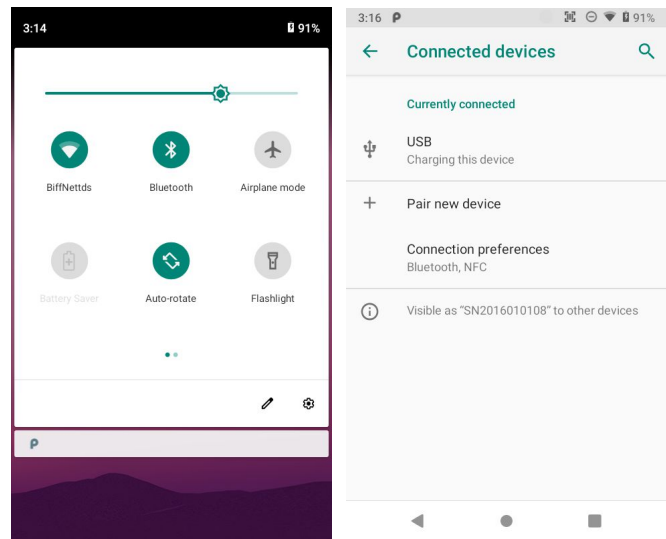 3:14 91%
BiffNettds Bluetooth Airplane mode
Battery Saver Auto-rotate Flashlight
3:16 91%
Connected devices
Currently connected
USB
Charging this device
Pair new device
Connection preferences
Bluetooth, NFC
Visible as "SN2016010108" to other devices